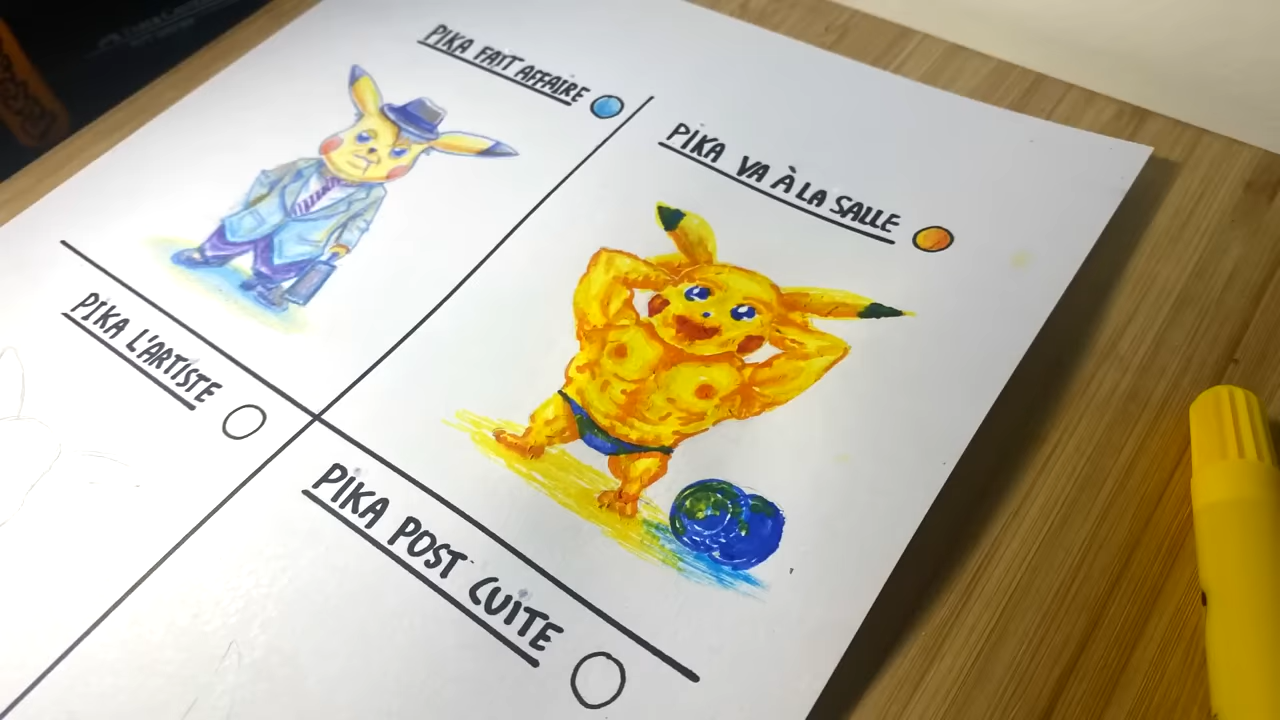 PIKA FAIT AFFAIRE
PIKA VA À LA SALLE
PIKA L'ARTISTE
PIKA POST CUITE